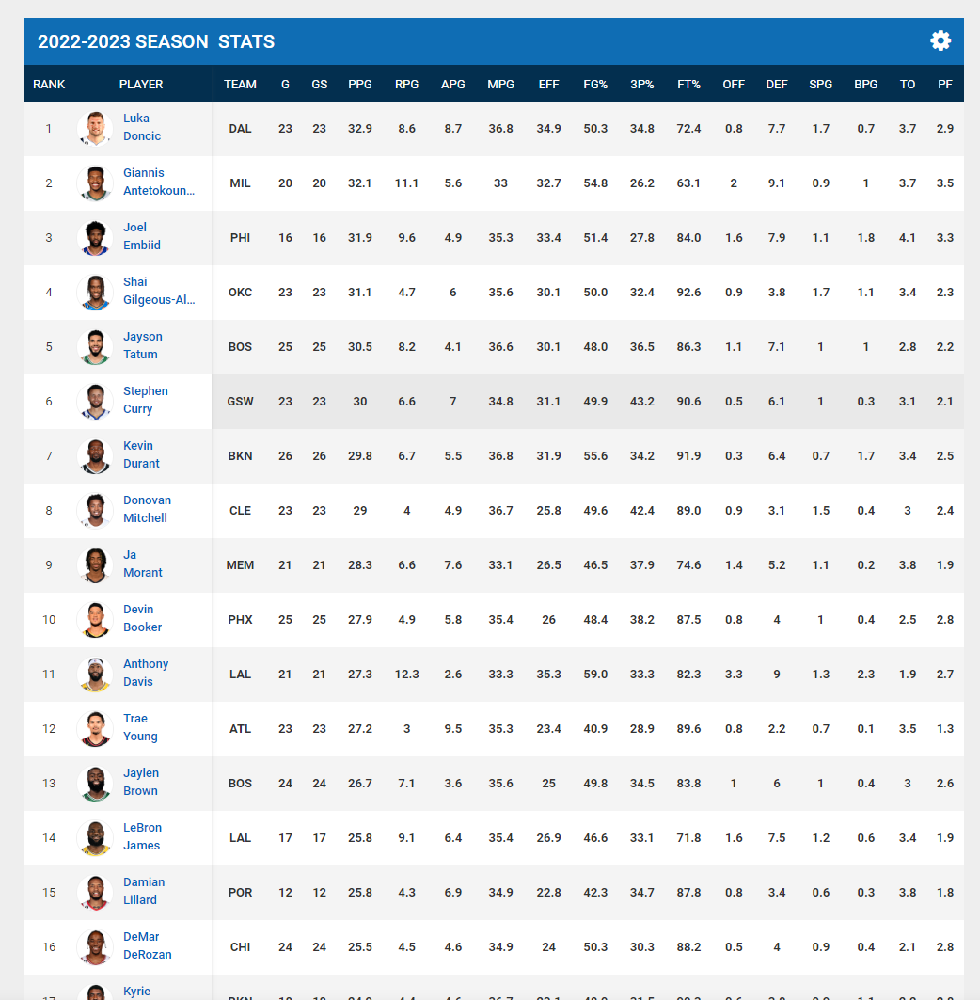 2022-2023 SEASON STATS
RANK PLAYER TEAM G GS PPG RPG APG MPG EFF FG% 3P% FT% OFF DEF SPG BPG TO PF
1 Luka Doncic DAL 23 23 32.9 8.6 8.7 36.8 34.9 50.3 34.8 72.4 0.8 7.7 1.7 0.7 3.7 2.9
2 Giannis Antetokoun... MIL 20 20 32.1 11.1 5.6 33 32.7 54.8 26.2 63.1 2 9.1 0.9 1 3.7 3.5
3 Joel Embiid PHI 16 16 31.9 9.6 4.9 35.3 33.4 51.4 27.8 84.0 1.6 7.9 1.1 1.8 4.1 3.3
4 Shai Gilgeous-Al... OKC 23 23 31.1 4.7 6 35.6 30.1 50.0 32.4 92.6 0.9 3.8 1.7 1.1 3.4 2.3
5 Jayson Tatum BOS 25 25 30.5 8.2 4.1 36.6 30.1 48.0 36.5 86.3 1.1 7.1 1 1 2.8 2.2
6 Stephen Curry GSW 23 23 30 6.6 7 34.8 31.1 49.9 43.2 90.6 0.5 6.1 1 0.3 3.1 2.1
7 Kevin Durant BKN 26 26 29.8 6.7 5.5 36.8 31.9 55.6 34.2 91.9 0.3 6.4 0.7 1.7 3.4 2.5
8 Donovan Mitchell CLE 23 23 29 4 4.9 36.7 25.8 49.6 42.4 89.0 0.9 3.1 1.5 0.4 3 2.4
9 Ja Morant MEM 21 21 28.3 6.6 7.6 33.1 26.5 46.5 37.9 74.6 1.4 5.2 1.1 0.2 3.8 1.9
10 Devin Booker PHX 25 25 27.9 4.9 5.8 35.4 26 48.4 38.2 87.5 0.8 4 1 0.4 2.5 2.8
11 Anthony Davis LAL 21 21 27.3 12.3 2.6 33.3 35.3 59.0 33.3 82.3 3.3 9 1.3 2.3 1.9 2.7
12 Trae Young ATL 23 23 27.2 3 9.5 35.3 23.4 40.9 28.9 89.6 0.8 2.2 0.7 0.1 3.5 1.3
13 Jaylen Brown BOS 24 24 26.7 7.1 3.6 35.6 25 49.8 34.5 83.8 1 6 1 0.4 3 2.6
14 LeBron James LAL 17 17 25.8 9.1 6.4 35.4 26.9 46.6 33.1 71.8 1.6 7.5 1.2 0.6 3.4 1.9
15 Damian Lillard POR 12 12 25.8 4.3 6.9 34.9 22.8 42.3 34.7 87.8 0.8 3.4 0.6 0.3 3.8 1.8
16 DeMar DeRozan CHI 24 24 25.5 4.5 4.6 34.9 24 50.3 30.3 88.2 0.5 4 0.9 0.4 2.1 2.8
Kyrie